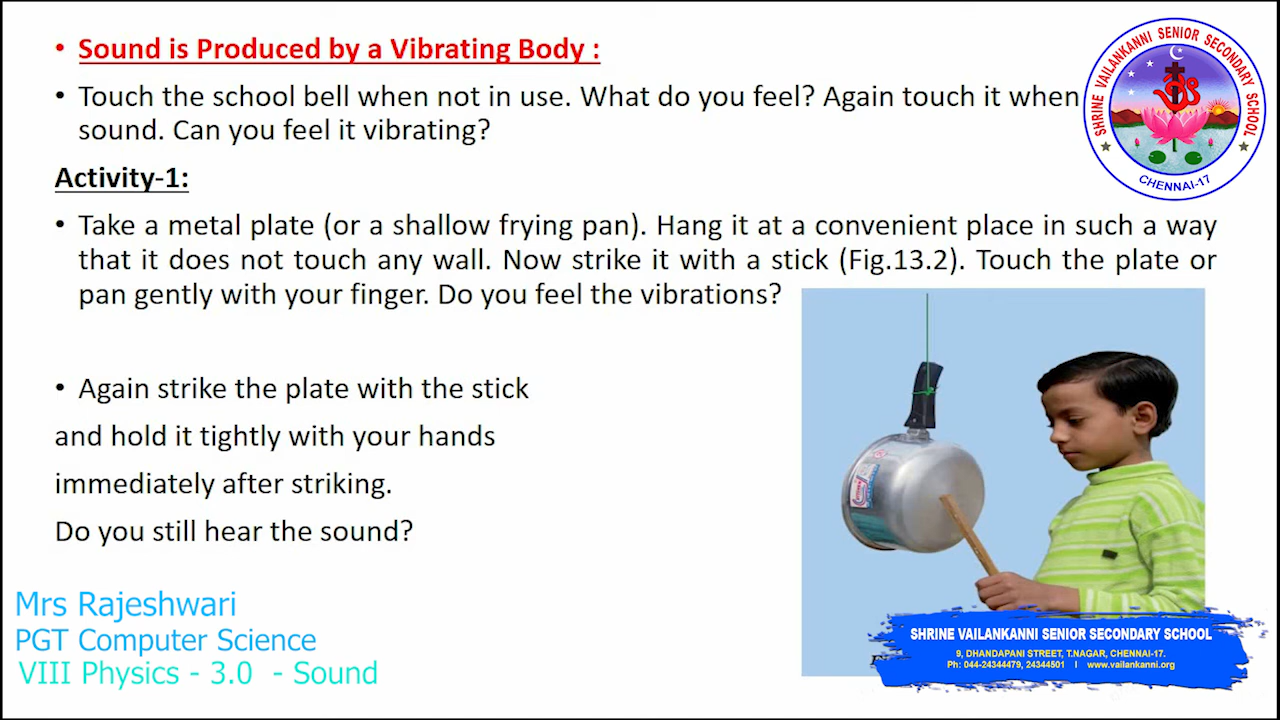 • Sound is Produced by a Vibrating Body :
• Touch the school bell when not in use. What do you feel? Again touch it when
sound. Can you feel it vibrating?
Activity-1:
• Take a metal plate (or a shallow frying pan). Hang it at a convenient place in such a way
that it does not touch any wall. Now strike it with a stick (Fig.13.2). Touch the plate or
pan gently with your finger. Do you feel the vibrations?
• Again strike the plate with the stick
and hold it tightly with your hands
immediately after striking.
Do you still hear the sound?
Mrs Rajeshwari
PGT Computer Science
VIII Physics - 3.0 - Sound
SHRINE VAILANKANNI SENIOR SECONDARY SCHOOL
CHENNAI-17
SHRINE VAILANKANNI SENIOR SECONDARY SCHOOL
9, DHANDAPANI STREET, T.NAGAR, CHENNAI-17.
Ph: 044-24344479, 24344501 I www.vailankanni.org